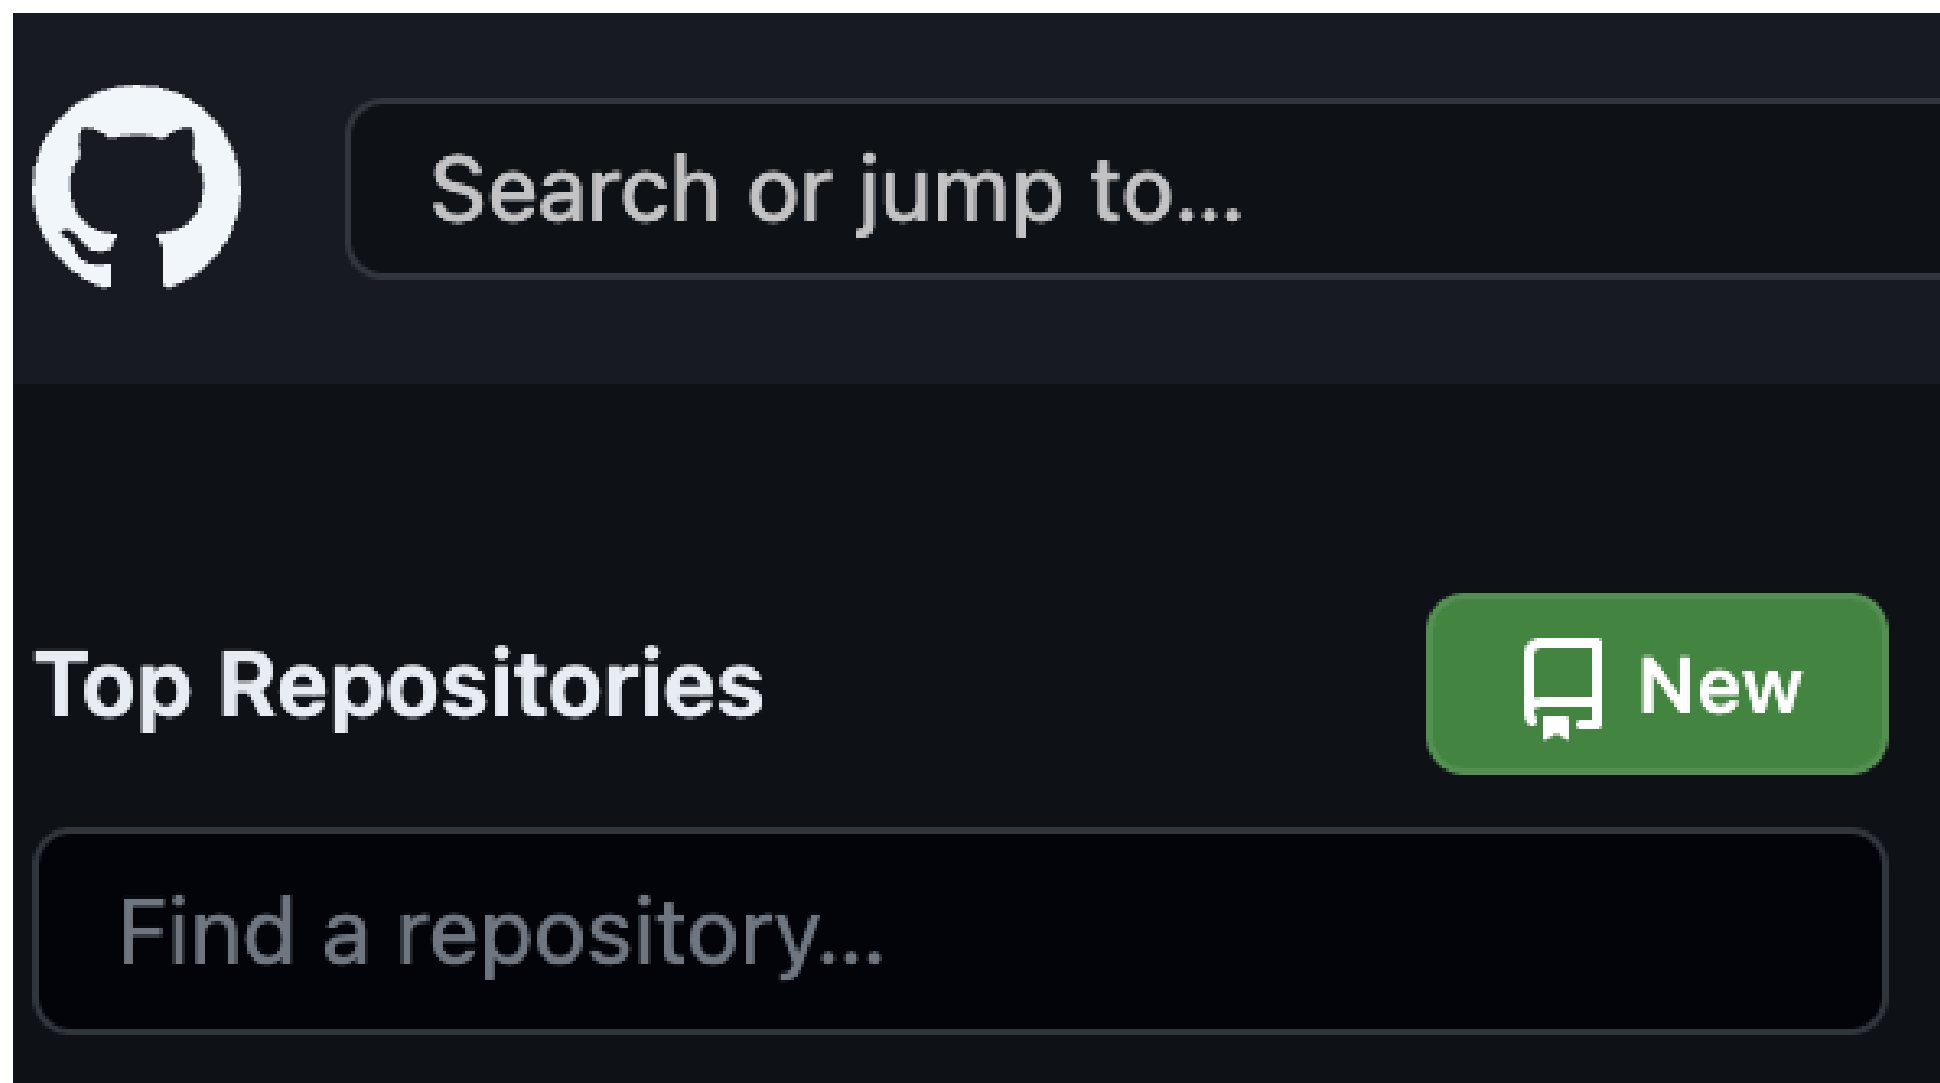 Search or jump to...
Top Repositories
New
Find a repository...